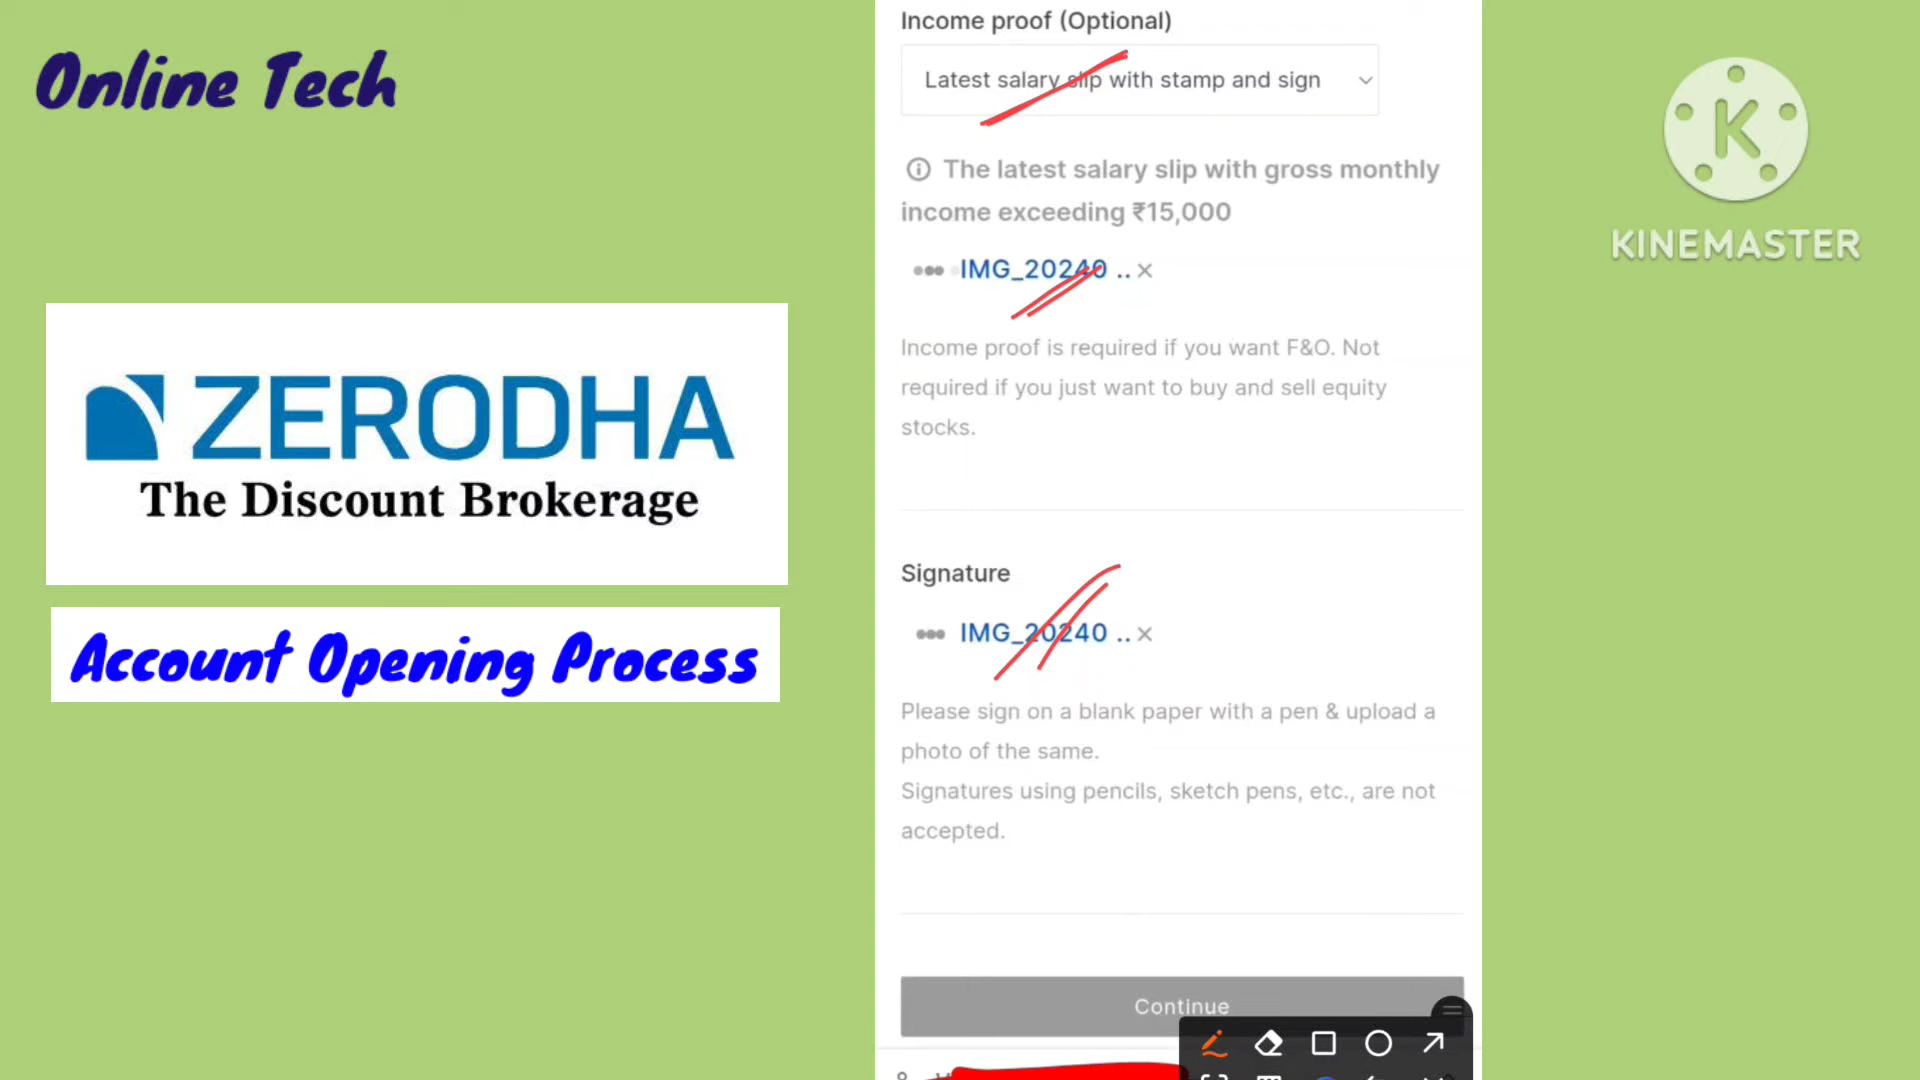 Online Tech
ZERODHA
The Discount Brokerage
Account Opening Process
Income proof (Optional)
Latest salary slip with stamp and sign
The latest salary slip with gross monthly
income exceeding ₹15,000
IMG_20240 ..
Income proof is required if you want F&O. Not
required if you just want to buy and sell equity
stocks.
Signature
IMG_20240 ..
Please sign on a blank paper with a pen & upload a
photo of the same.
Signatures using pencils, sketch pens, etc., are not
accepted.
Continue
K
KINEMASTER